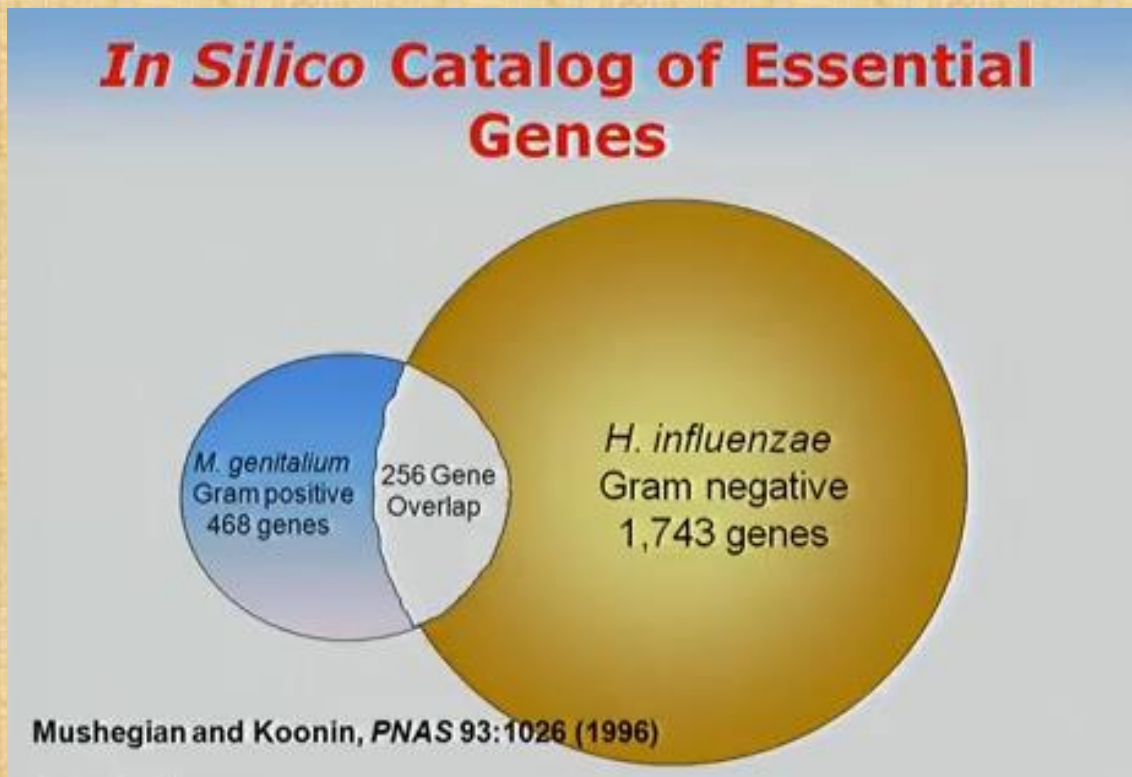 In Silico Catalog of Essential
Genes
M. genitalium
Gram positive
468 genes
256 Gene
Overlap
H. influenzae
Gram negative
1,743 genes
Mushegian and Koonin, PNAS 93:1026 (1996)